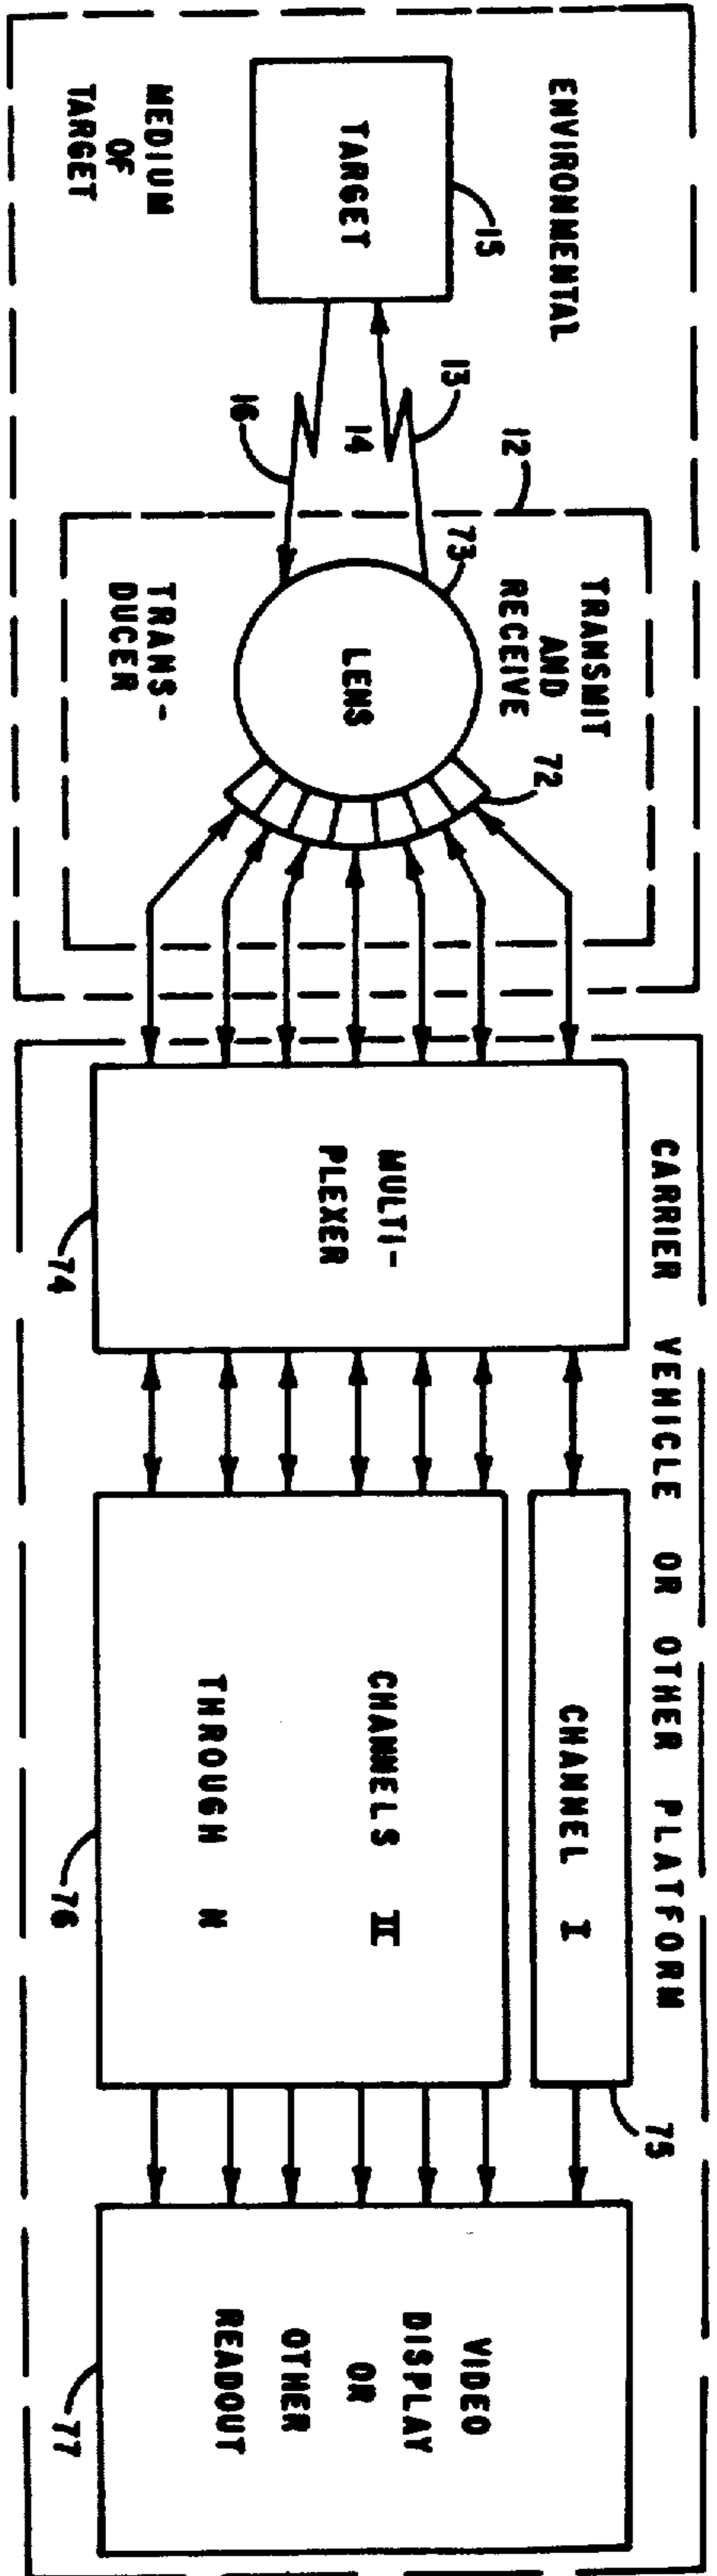 ENVIRONMENTAL
15
TARGET
MEDIUM
OF
TARGET
13
14
16
12
TRANSMIT
AND
RECEIVE
73
LENS
72
TRANS-
DUCER
CARRIER VEHICLE OR OTHER PLATFORM
MULTI-
PLEXER
74
CHANNEL I
75
CHANNELS II
THROUGH N
76
VIDEO
DISPLAY
OR
OTHER
READOUT
77